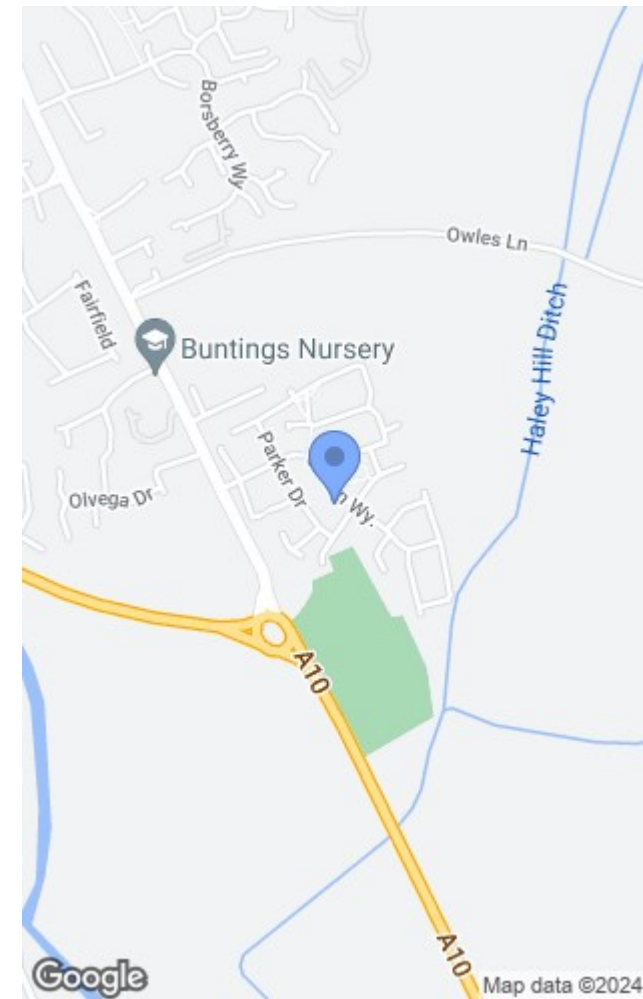 Borsberry Wy
Owles Ln
Fairfield
Haley Hill Ditch
Buntings Nursery
Parker Dr
Olvega Dr
Wy.
A10
A10
Google
Map data ©2024